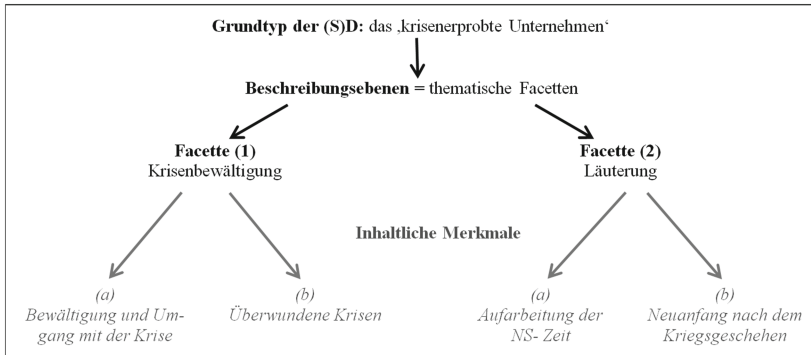 Grundtyp der (S)D: das ‚krisenerprobte Unternehmen‘
Beschreibungsebenen = thematische Facetten
Facette (1)
Krisenbewältigung
Facette (2)
Läuterung
Inhaltliche Merkmale
(a)
Bewältigung und Um-
gang mit der Krise
(b)
Überwundene Krisen
(a)
Aufarbeitung der
NS- Zeit
(b)
Neuanfang nach dem
Kriegsgeschehen